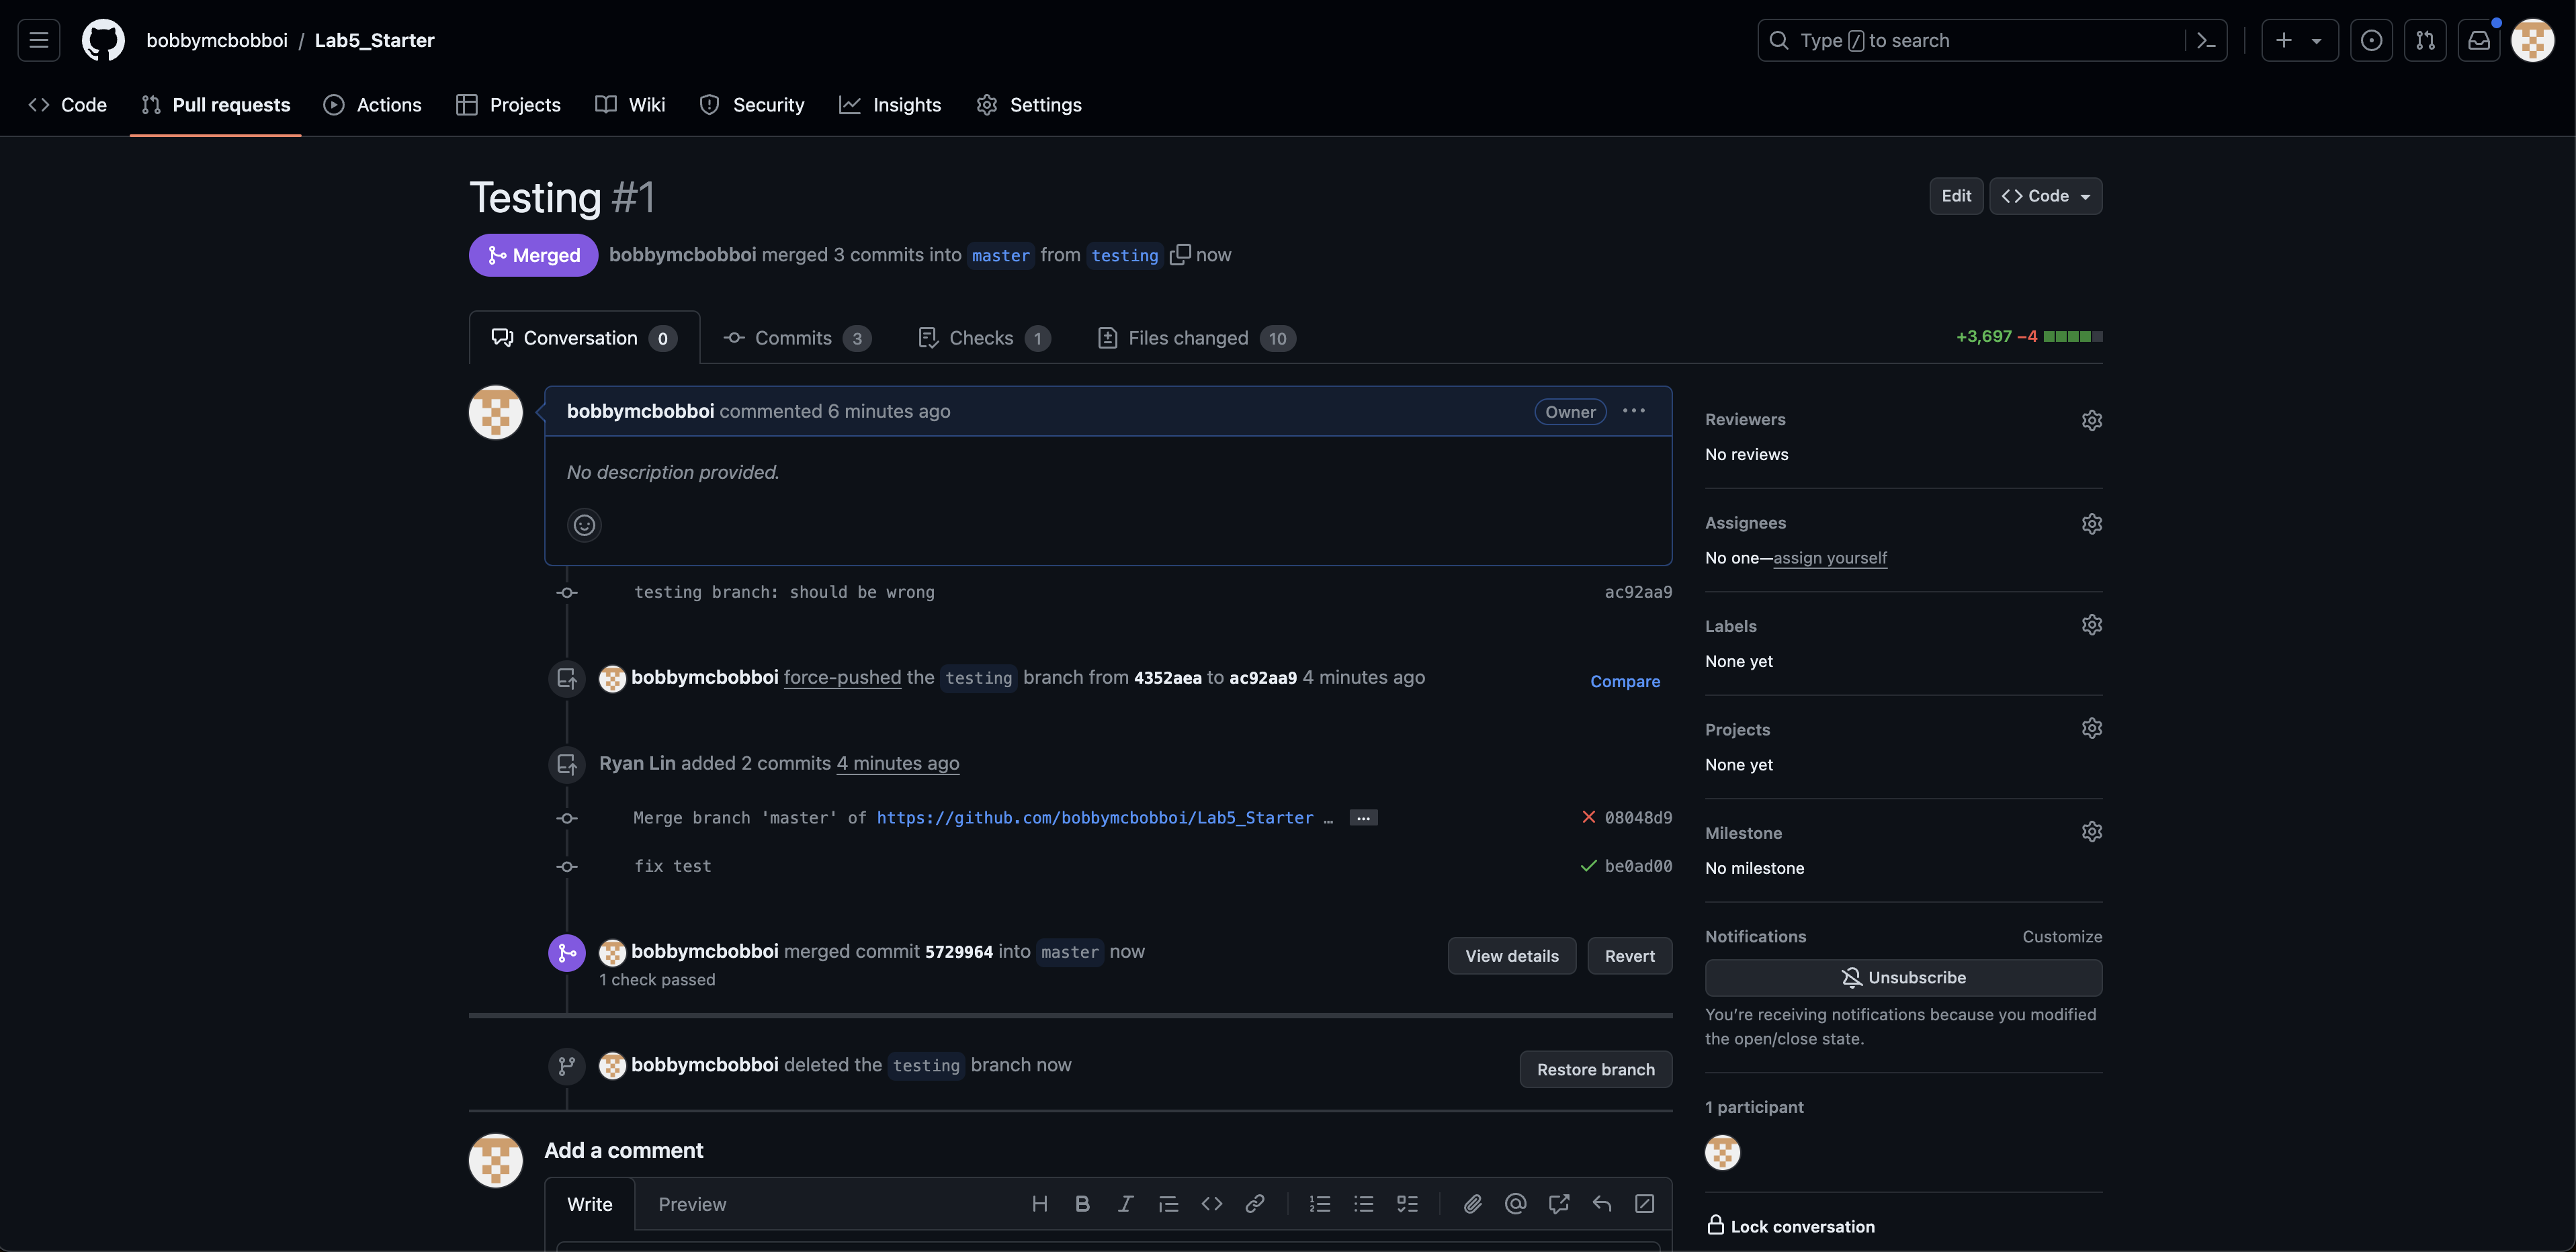 bobbymcbobboi / Lab5_Starter
Type / to search
Code
Pull requests
Actions
Projects
Wiki
Security
Insights
Settings
Testing #1
Edit
Code
Merged
bobbymcbobboi merged 3 commits into master from testing now
Conversation 0
Commits 3
Checks 1
Files changed 10
+3,697 −4
bobbymcbobboi commented 6 minutes ago
Owner
No description provided.
testing branch: should be wrong
ac92aa9
bobbymcbobboi force-pushed the testing branch from 4352aea to ac92aa9 4 minutes ago
Compare
Ryan Lin added 2 commits 4 minutes ago
Merge branch 'master' of https://github.com/bobbymcbobboi/Lab5_Starter …
08048d9
fix test
be0ad00
bobbymcbobboi merged commit 5729964 into master now
1 check passed
View details
Revert
bobbymcbobboi deleted the testing branch now
Restore branch
Add a comment
Write
Preview
Reviewers
No reviews
Assignees
No one—assign yourself
Labels
None yet
Projects
None yet
Milestone
No milestone
Notifications
Customize
Unsubscribe
You’re receiving notifications because you modified
the open/close state.
1 participant
Lock conversation